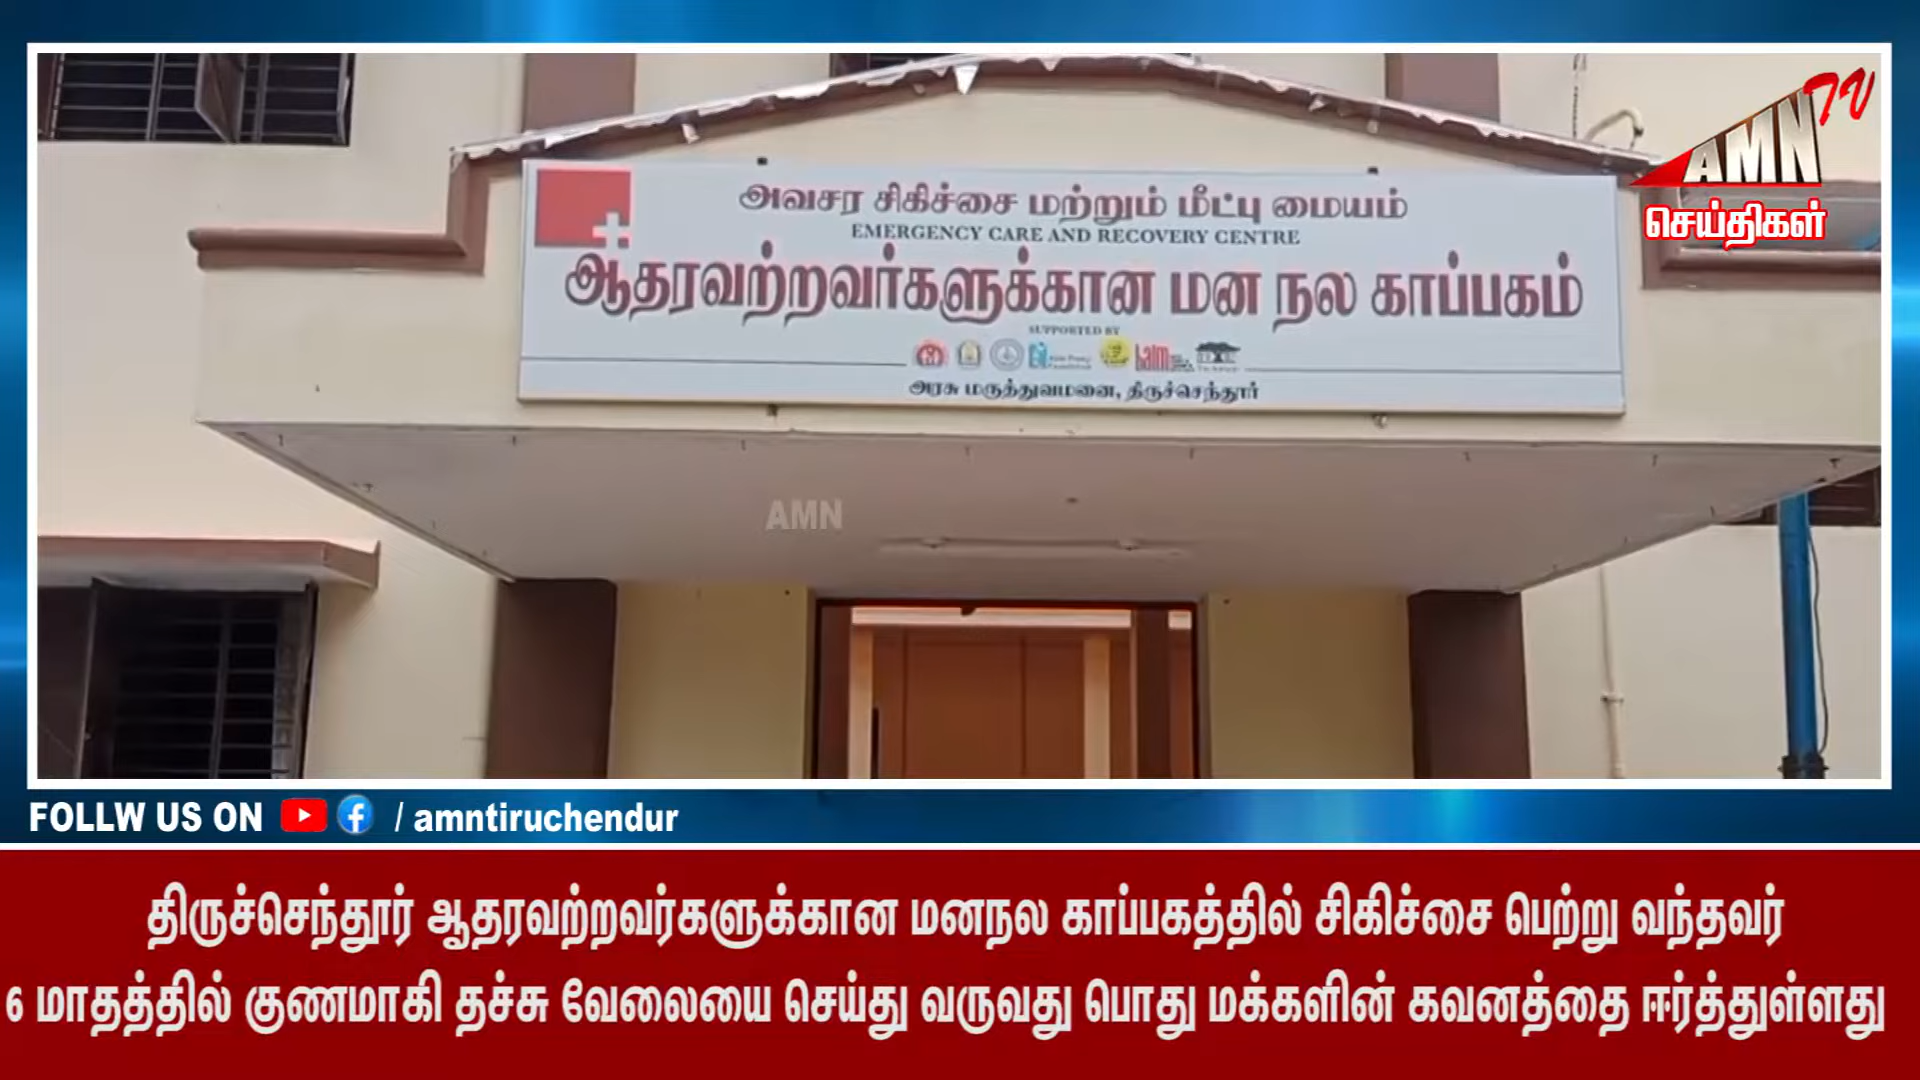 AMN TV
செய்திகள்
அவசர சிகிச்சை மற்றும் மீட்பு மையம்
EMERGENCY CARE AND RECOVERY CENTRE
ஆதரவற்றவர்களுக்கான மன நல காப்பகம்
SUPPORTED BY
அரசு மருத்துவமனை, திருச்செந்தூர்
AMN
FOLLW US ON / amntiruchendur
திருச்செந்தூர் ஆதரவற்றவர்களுக்கான மனநல காப்பகத்தில் சிகிச்சை பெற்று வந்தவர்
6 மாதத்தில் குணமாகி தச்சு வேலையை செய்து வருவது பொது மக்களின் கவனத்தை ஈர்த்துள்ளது